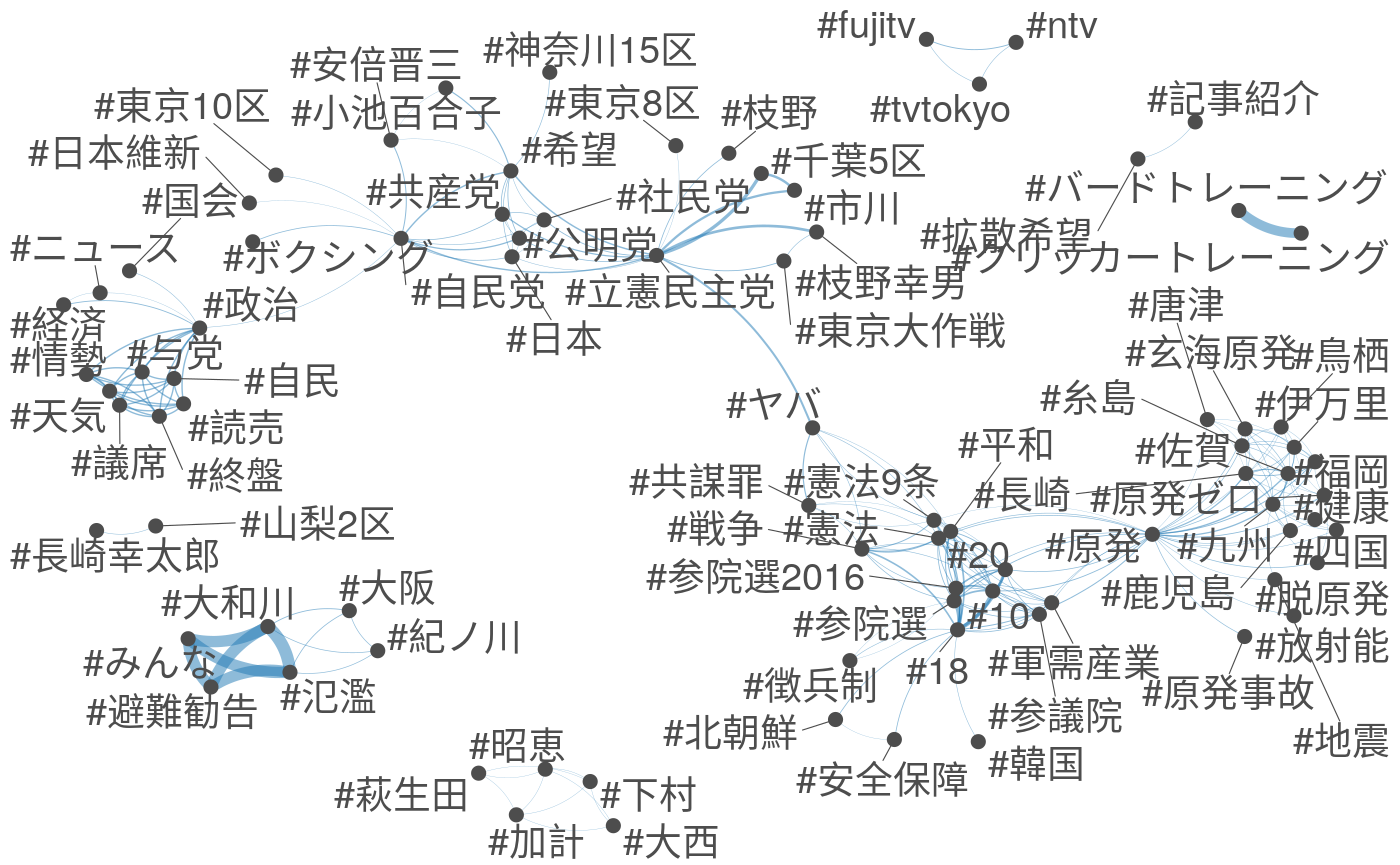 #fujitv
#ntv
#tvtokyo
#神奈川15区
#安倍晋三
#小池百合子
#東京8区
#東京10区
#枝野
#記事紹介
#日本維新
#希望
#千葉5区
#国会
#共産党
#社民党
#市川
#バードトレーニング
#拡散希望
#クリッカートレーニング
#ニュース
#ボクシング
#公明党
#自民党
#立憲民主党
#枝野幸男
#政治
#経済
#日本
#東京大作戦
#唐津
#情勢
#与党
#玄海原発
#鳥栖
#自民
#天気
#読売
#ヤバ
#糸島
#伊万里
#議席
#終盤
#平和
#佐賀
#福岡
#共謀罪
#憲法9条
#長崎
#原発ゼロ
#健康
#山梨2区
#長崎幸太郎
#戦争
#憲法
#20
#原発
#九州
#四国
#参院選2016
#大和川
#大阪
#鹿児島
#脱原発
#参院選
#10
#紀ノ川
#みんな
#18
#軍需産業
#放射能
#避難勧告
#氾濫
#徴兵制
#原発事故
#参議院
#北朝鮮
#地震
#昭恵
#安全保障
#韓国
#萩生田
#下村
#加計
#大西